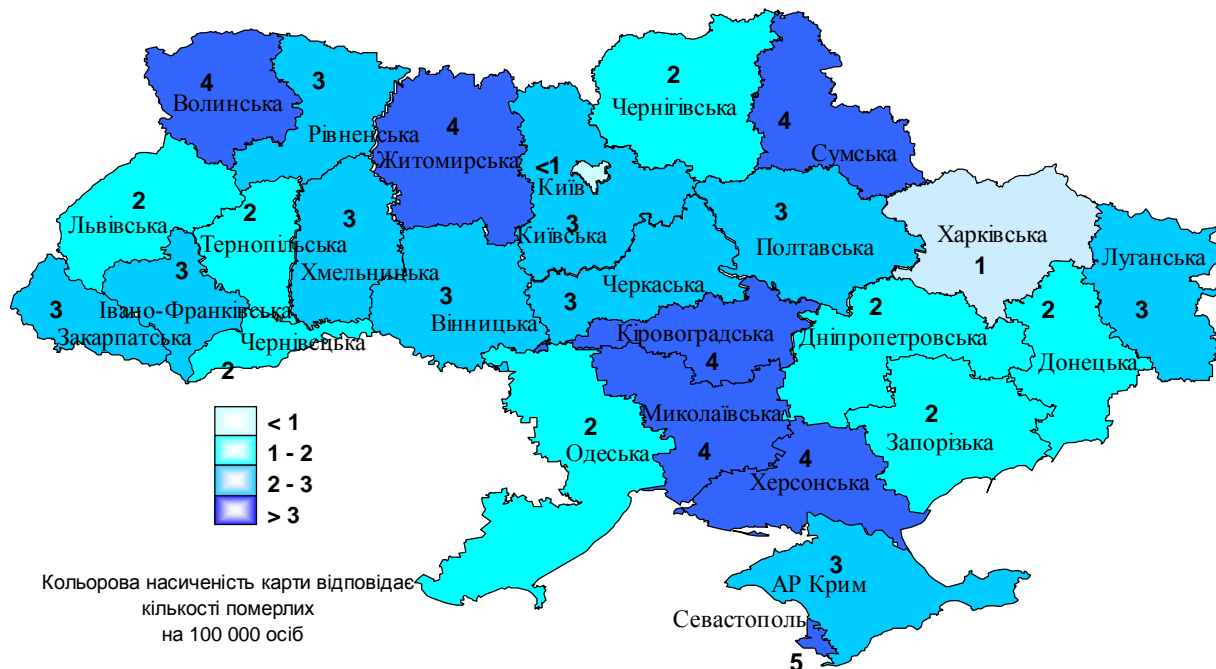 2
Чернігівська
4
Волинська
3
Рівненська
4
Житомирська
4
Сумська
<1
Київ
3
Київська
2
Львівська
2
Тернопільська
3
Хмельницька
3
Полтавська
Харківська
1
Луганська
3
3
Івано-Франківська
3
Закарпатська
3
Вінницька
Черкаська
3
2
Чернівецька
Кіровоградська
4
2
Дніпропетровська
2
Донецька
Миколаївська
4
2
Одеська
2
Запорізька
4
Херсонська
< 1
1 - 2
2 - 3
> 3
3
АР Крим
Севастополь
5
Кольорова насиченість карти відповідає
кількості померлих
на 100 000 осіб